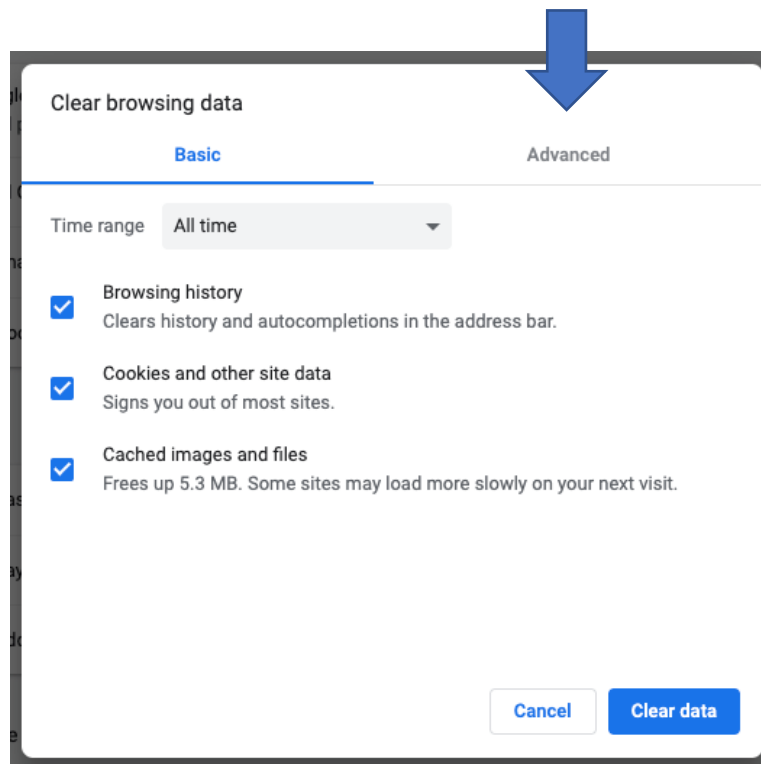 Clear browsing data
Basic
Advanced
Time range
All time
Browsing history
Clears history and autocompletions in the address bar.
Cookies and other site data
Signs you out of most sites.
Cached images and files
Frees up 5.3 MB. Some sites may load more slowly on your next visit.
Cancel
Clear data